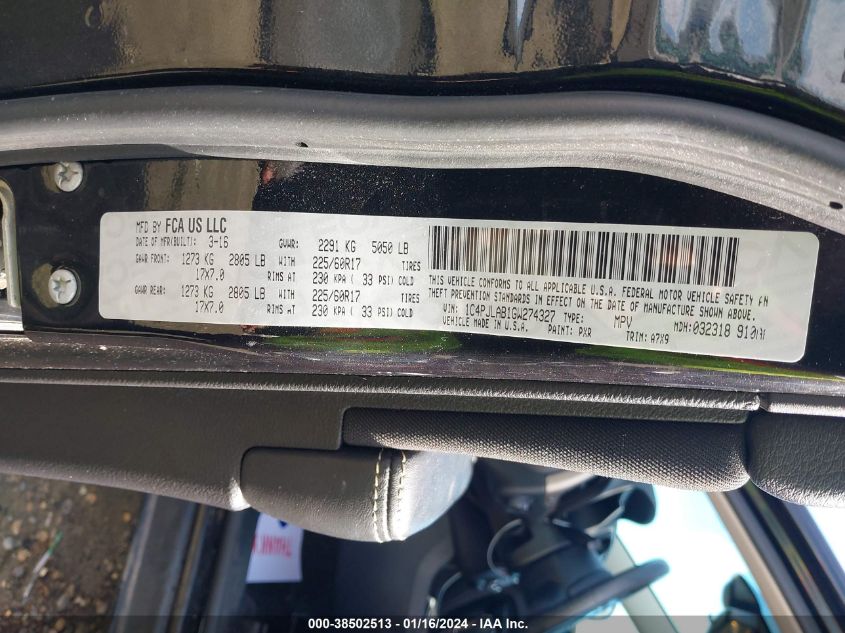 MFD BY FCA US LLC
DATE OF MFR(BUILT): 3-16 GVWR: 2291 KG 5050 LB
GAWR FRONT: 1273 KG 2805 LB WITH 225/60R17 TIRES
17X7.0 RIMS AT 230 KPA ( 33 PSI) COLD
GAWR REAR: 1273 KG 2805 LB WITH 225/60R17 TIRES
17X7.0 RIMS AT 230 KPA ( 33 PSI) COLD
THIS VEHICLE CONFORMS TO ALL APPLICABLE U.S.A. FEDERAL MOTOR VEHICLE SAFETY AND
THEFT PREVENTION STANDARDS IN EFFECT ON THE DATE OF MANUFACTURE SHOWN ABOVE.
VIN: 1C4PJLAB1GW274327 TYPE: MPV MDH: 032318 910
MADE IN U.S.A. PAINT: PXR TRIM: A7X9
THANK
000-38502513 - 01/16/2024 - IAA Inc.